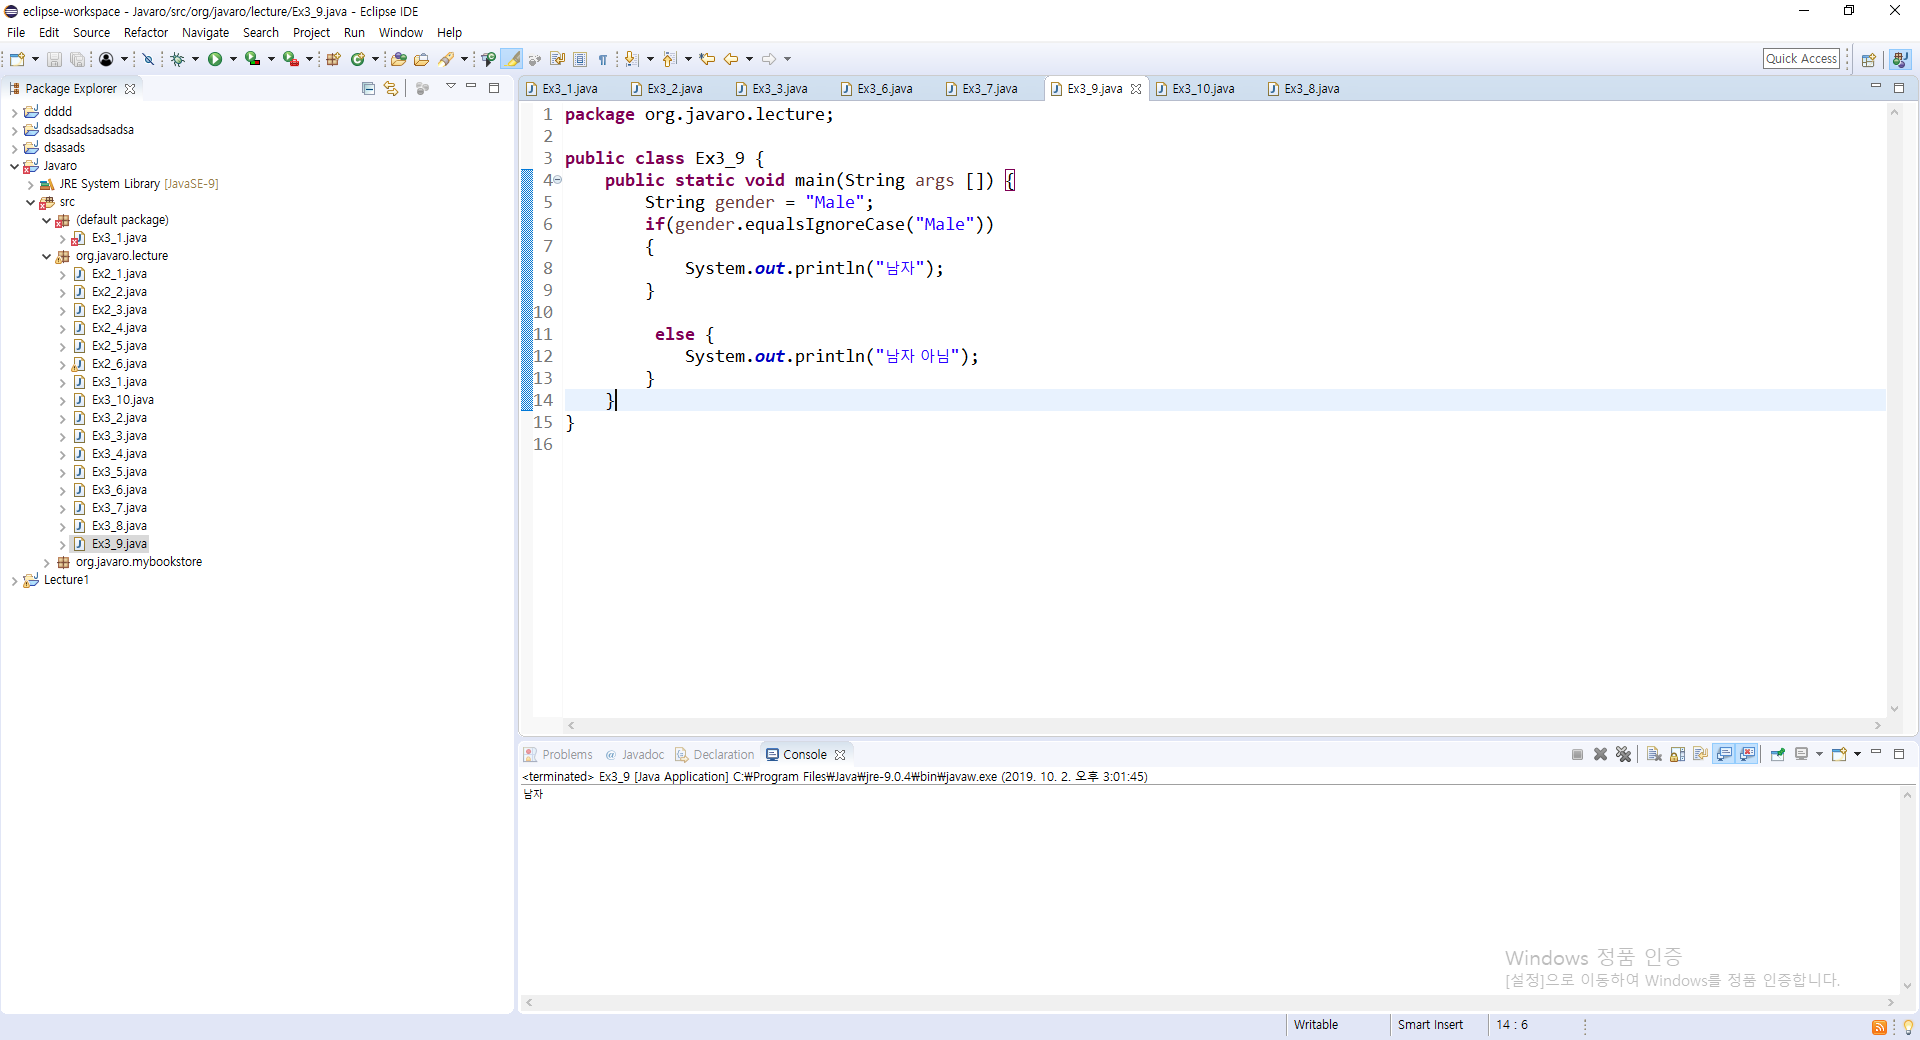 eclipse-workspace - Javaro/src/org/javaro/lecture/Ex3_9.java - Eclipse IDE
File Edit Source Refactor Navigate Search Project Run Window Help
Quick Access
Package Explorer
dddd
dsadsadsadsadsa
dsasads
Javaro
JRE System Library [JavaSE-9]
src
(default package)
Ex3_1.java
org.javaro.lecture
Ex2_1.java
Ex2_2.java
Ex2_3.java
Ex2_4.java
Ex2_5.java
Ex2_6.java
Ex3_1.java
Ex3_10.java
Ex3_2.java
Ex3_3.java
Ex3_4.java
Ex3_5.java
Ex3_6.java
Ex3_7.java
Ex3_8.java
Ex3_9.java
org.javaro.mybookstore
Lecture1
Ex3_1.java Ex3_2.java Ex3_3.java Ex3_6.java Ex3_7.java Ex3_9.java Ex3_10.java Ex3_8.java
1 package org.javaro.lecture;
2
3 public class Ex3_9 {
4 public static void main(String args []) {
5 String gender = "Male";
6 if(gender.equalsIgnoreCase("Male"))
7 {
8 System.out.println("남자");
9 }
10
11 else {
12 System.out.println("남자 아님");
13 }
14 }
15 }
16
Problems @ Javadoc Declaration Console
<terminated> Ex3_9 [Java Application] C:₩Program Files₩Java₩jre-9.0.4₩bin₩javaw.exe (2019. 10. 2. 오후 3:01:45)
남자
Windows 정품 인증
[설정]으로 이동하여 Windows를 정품 인증합니다.
Writable Smart Insert 14 : 6